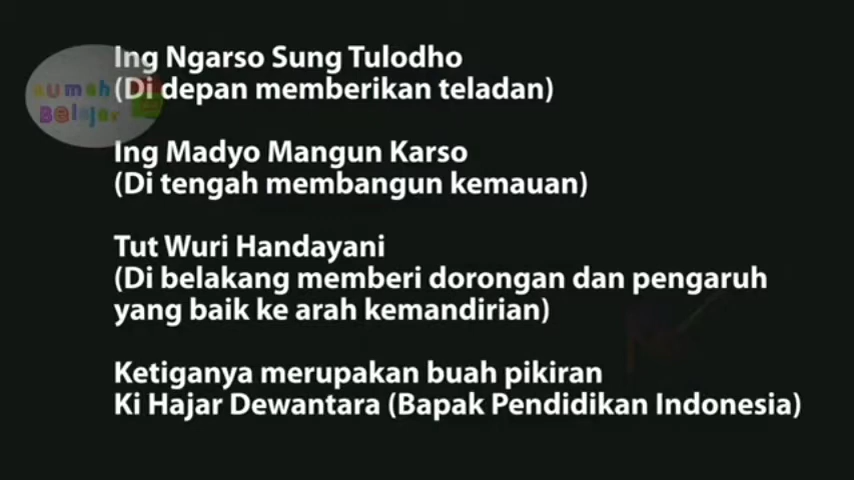 Ing Ngarso Sung Tulodho
(Di depan memberikan teladan)
Ing Madyo Mangun Karso
(Di tengah membangun kemauan)
Tut Wuri Handayani
(Di belakang memberi dorongan dan pengaruh
yang baik ke arah kemandirian)
Ketiganya merupakan buah pikiran
Ki Hajar Dewantara (Bapak Pendidikan Indonesia)
Rumah
Belajar